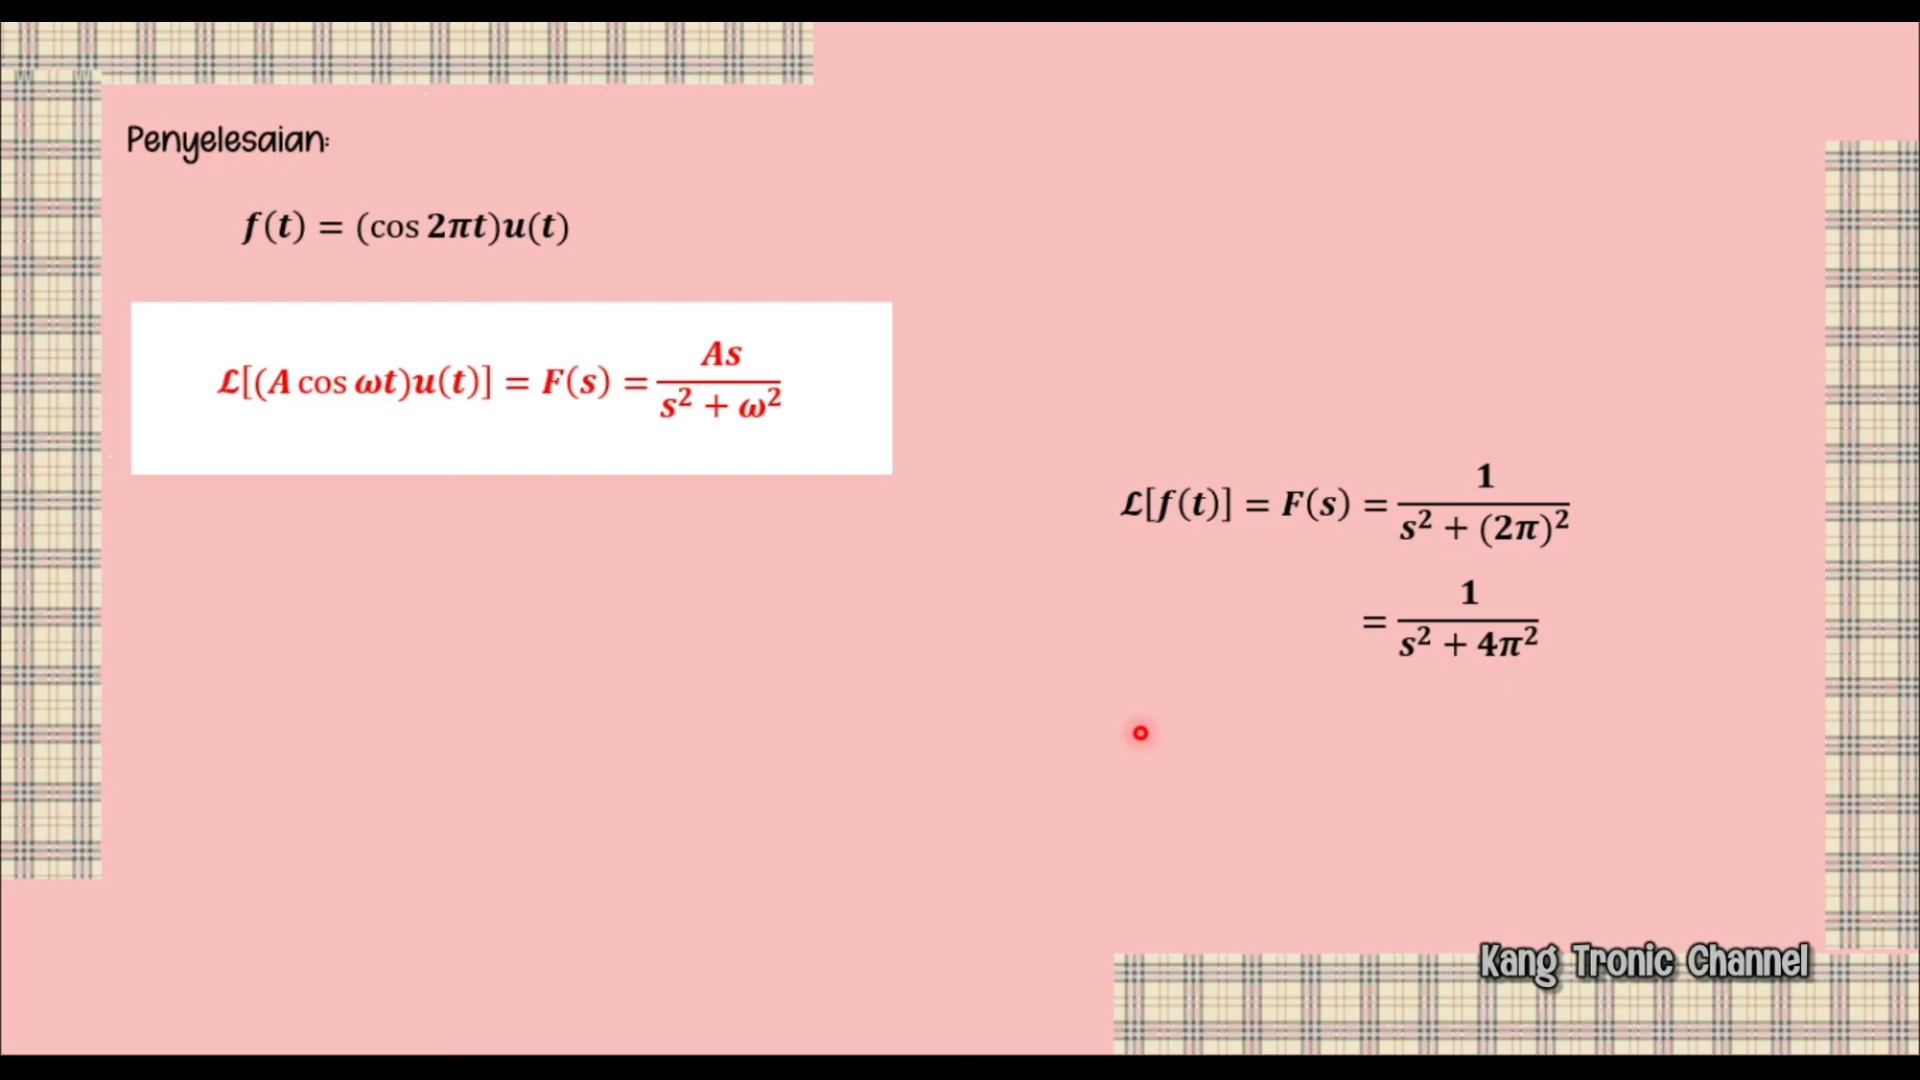 Penyelesaian:
f(t) = (cos 2πt)u(t)
ℒ[(A cos ωt)u(t)] = F(s) = As / (s² + ω²)
ℒ[f(t)] = F(s) = 1 / (s² + (2π)²)
= 1 / (s² + 4π²)
Kang Tronic Channel